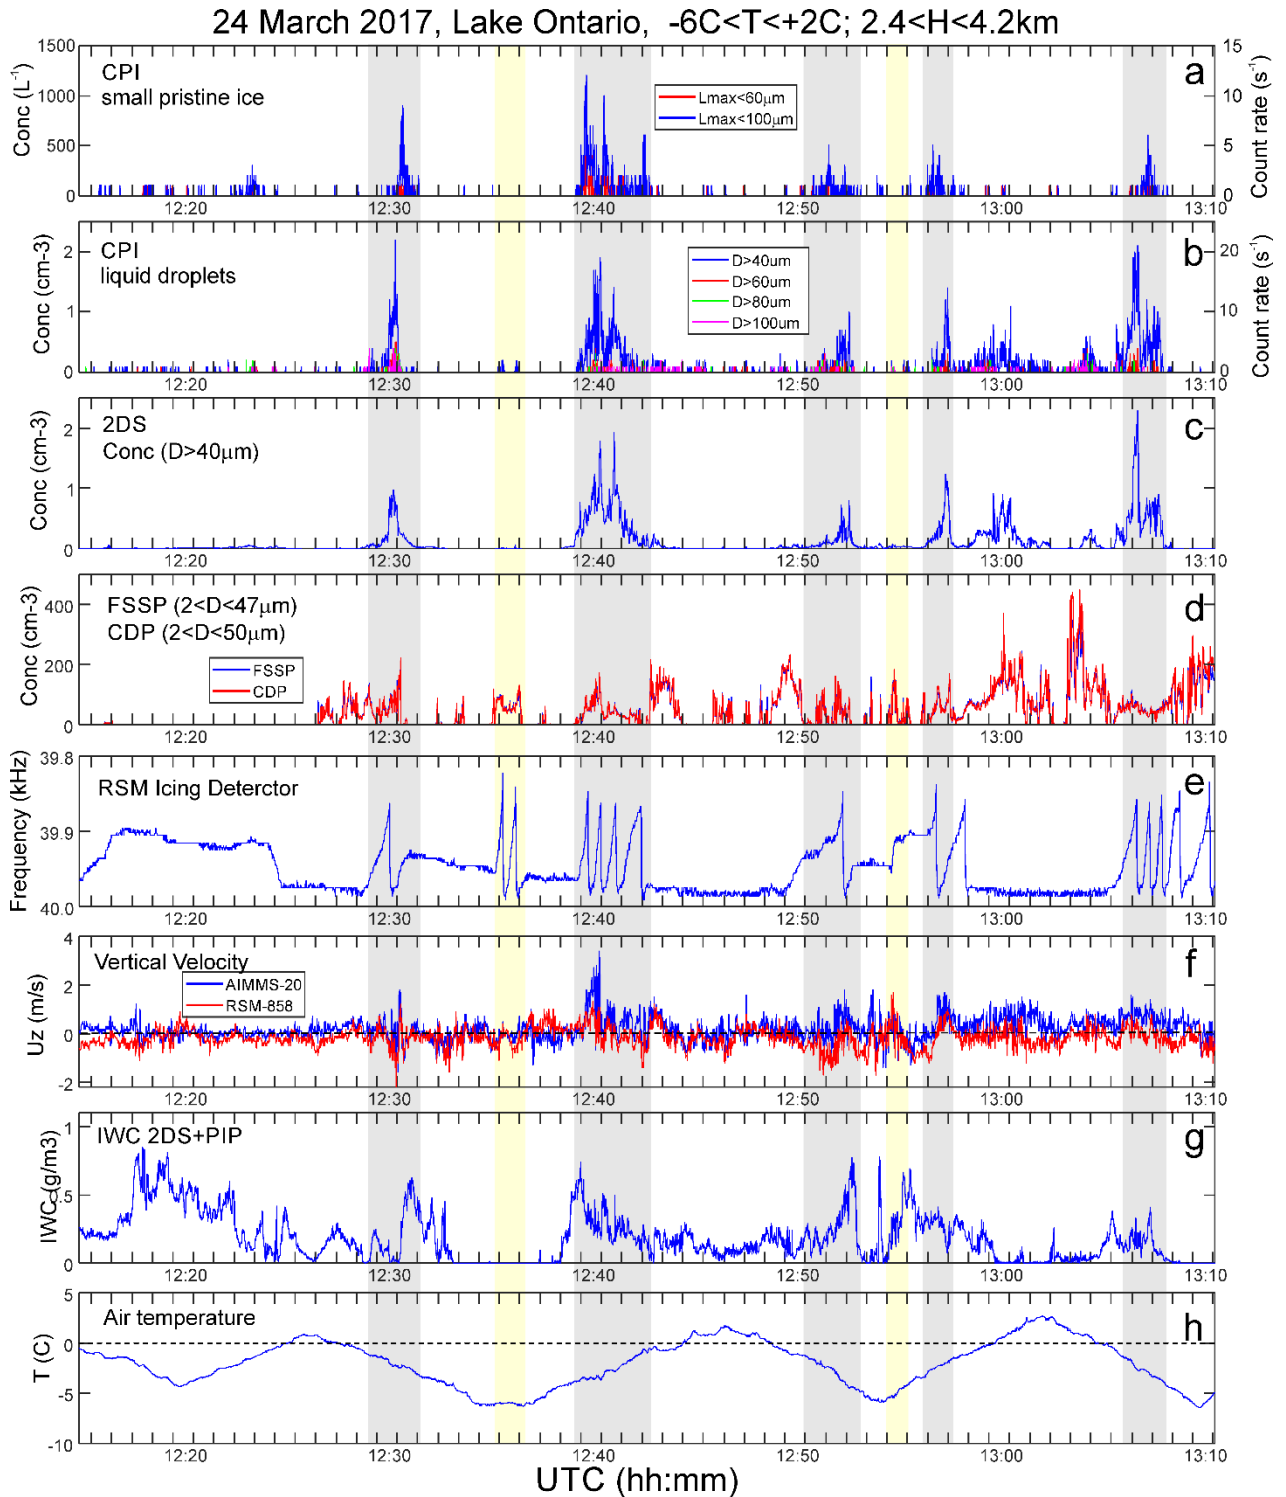 24 March 2017, Lake Ontario, -6C<T<+2C; 2.4<H<4.2km
1500
1000
500
0
Conc (L⁻¹)
CPI
small pristine ice
Lmax<60μm
Lmax<100μm
a
15
10
5
0
Count rate (s⁻¹)
12:20 12:30 12:40 12:50 13:00 13:10
2
1
0
Conc (cm-3)
CPI
liquid droplets
D>40um
D>60um
D>80um
D>100um
b
20
10
0
Count rate (s⁻¹)
12:20 12:30 12:40 12:50 13:00 13:10
2
1
0
Conc (cm-3)
2DS
Conc (D>40μm)
c
12:20 12:30 12:40 12:50 13:00 13:10
400
200
0
Conc (cm-3)
FSSP (2<D<47μm)
CDP (2<D<50μm)
FSSP
CDP
d
12:20 12:30 12:40 12:50 13:00 13:10
39.8
39.9
40.0
Frequency (kHz)
RSM Icing Deterctor
e
12:20 12:30 12:40 12:50 13:00 13:10
4
2
0
-2
Uz (m/s)
Vertical Velocity
AIMMS-20
RSM-858
f
12:20 12:30 12:40 12:50 13:00 13:10
1
0.5
0
IWC (g/m3)
IWC 2DS+PIP
g
12:20 12:30 12:40 12:50 13:00 13:10
5
0
-5
-10
T (C)
Air temperature
h
12:20 12:30 12:40 12:50 13:00 13:10
UTC (hh:mm)